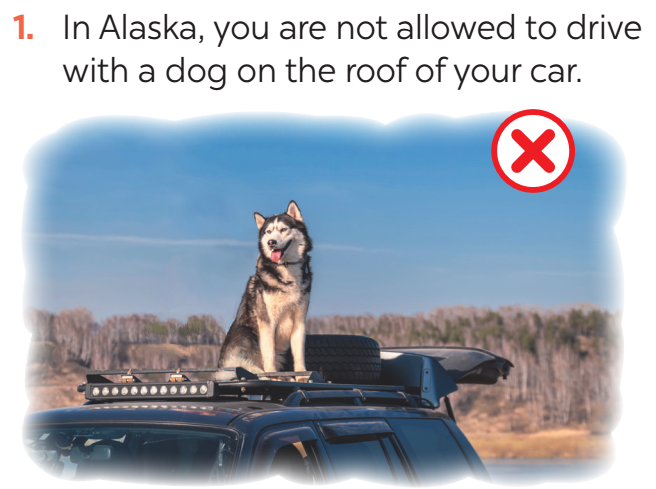 1. In Alaska, you are not allowed to drive
with a dog on the roof of your car.